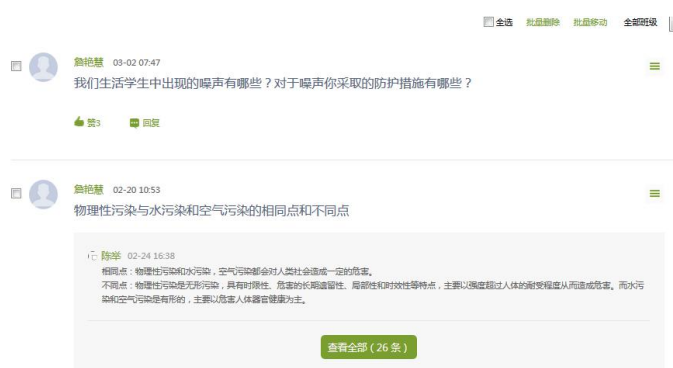 全选 批量删除 批量移动 全部班级
詹艳慧 03-02 07:47
我们生活学生中出现的噪声有哪些？对于噪声你采取的防护措施有哪些？
赞3 回复
詹艳慧 02-20 10:53
物理性污染与水污染和空气污染的相同点和不同点
陈举 02-24 16:38
相同点：物理性污染和水污染，空气污染都会对人类社会造成一定的危害。
不同点：物理性污染是无形污染，具有时限性、危害的长期遗留性、局部性和时效性等特点，主要以强度超过人体的耐受程度从而造成危害。而水污
染和空气污染是有形的，主要以危害人体器官健康为主。
查看全部（26 条）